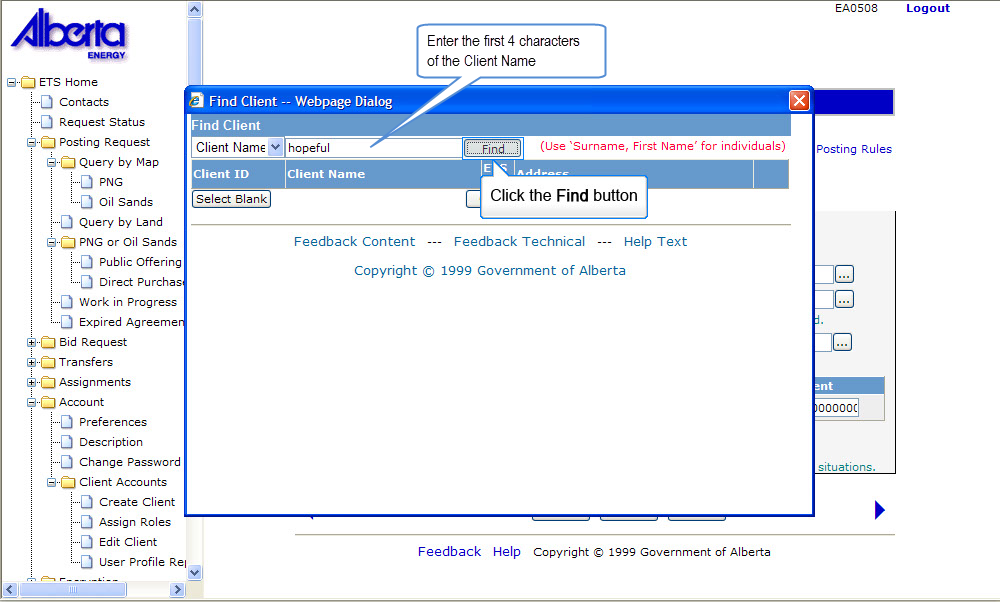 EA0508 Logout
Alberta
ENERGY
ETS Home
Contacts
Request Status
Posting Request
Query by Map
PNG
Oil Sands
Query by Land
PNG or Oil Sands
Public Offering
Direct Purchase
Work in Progress
Expired Agreemen
Bid Request
Transfers
Assignments
Account
Preferences
Description
Change Password
Client Accounts
Create Client
Assign Roles
Edit Client
User Profile Rep
Encryption
Enter the first 4 characters
of the Client Name
Find Client -- Webpage Dialog
Find Client
Client Name hopeful Find (Use 'Surname, First Name' for individuals)
Client ID Client Name ETS Address
Select Blank
Click the Find button
Feedback Content --- Feedback Technical --- Help Text
Copyright © 1999 Government of Alberta
Posting Rules
...
...
d.
...
ent
situations.
Feedback Help Copyright © 1999 Government of Alberta